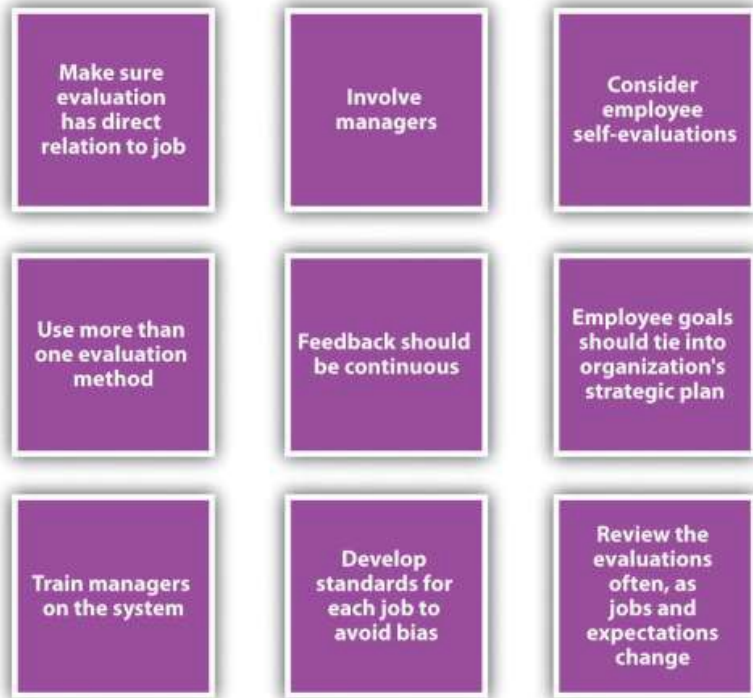 Make sure
evaluation
has direct
relation to job
Involve
managers
Consider
employee
self-evaluations
Use more than
one evaluation
method
Feedback should
be continuous
Employee goals
should tie into
organization's
strategic plan
Train managers
on the system
Develop
standards for
each job to
avoid bias
Review the
evaluations
often, as
jobs and
expectations
change